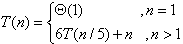 T(n) = { Θ(1) , n = 1
6T(n/5) + n , n > 1